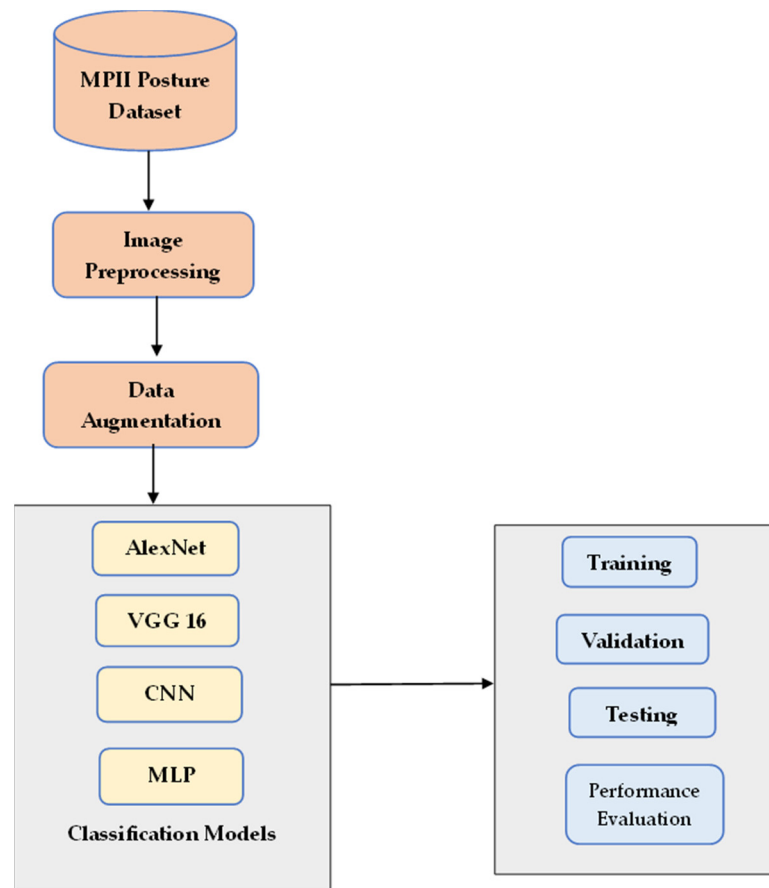 MPII Posture
Dataset
Image
Preprocessing
Data
Augmentation
AlexNet
VGG 16
CNN
MLP
Classification Models
Training
Validation
Testing
Performance
Evaluation